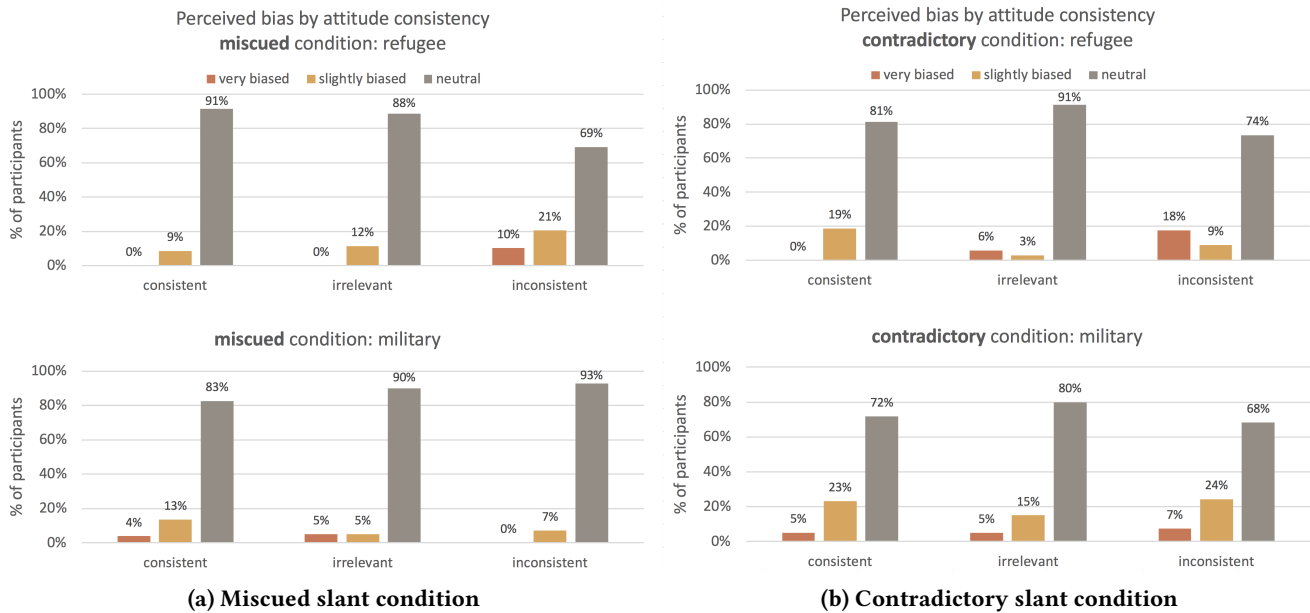 Perceived bias by attitude consistency
miscued condition: refugee
very biased slightly biased neutral
% of participants
100%
80%
60%
40%
20%
0%
0% 9% 91%
0% 12% 88%
10% 21% 69%
consistent irrelevant inconsistent
miscued condition: military
% of participants
100%
80%
60%
40%
20%
0%
4% 13% 83%
5% 5% 90%
0% 7% 93%
consistent irrelevant inconsistent
(a) Miscued slant condition
Perceived bias by attitude consistency
contradictory condition: refugee
very biased slightly biased neutral
% of participants
100%
80%
60%
40%
20%
0%
0% 19% 81%
6% 3% 91%
18% 9% 74%
consistent irrelevant inconsistent
contradictory condition: military
% of participants
100%
80%
60%
40%
20%
0%
5% 23% 72%
5% 15% 80%
7% 24% 68%
consistent irrelevant inconsistent
(b) Contradictory slant condition